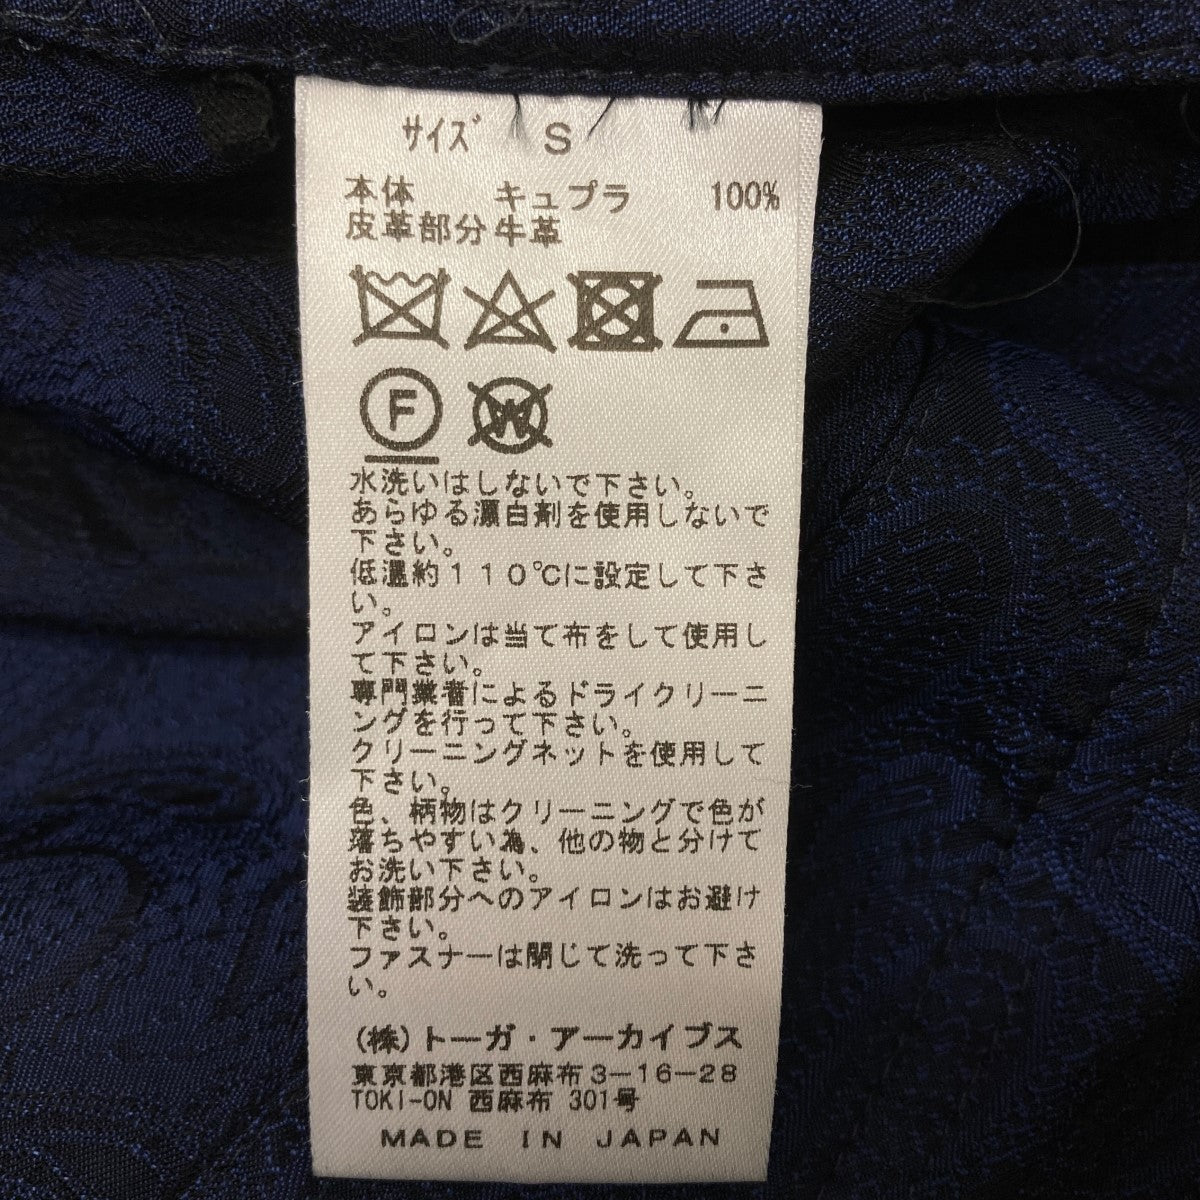 サイズ S
本体 キュプラ 100%
皮革部分牛革
F W
水洗いはしないで下さい。
あらゆる漂白剤を使用しないで
下さい。
低温約110℃に設定して下さ
い。
アイロンは当て布をして使用し
て下さい。
専門業者によるドライクリーニ
ングを行って下さい。
クリーニングネットを使用して
下さい。
色、柄物はクリーニングで色が
落ちやすい為、他の物と分けて
お洗い下さい。
装飾部分へのアイロンはお避け
下さい。
ファスナーは閉じて洗って下さ
い。
(株)トーガ・アーカイブス
東京都港区西麻布3-16-28
TOKI-ON 西麻布 301号
MADE IN JAPAN